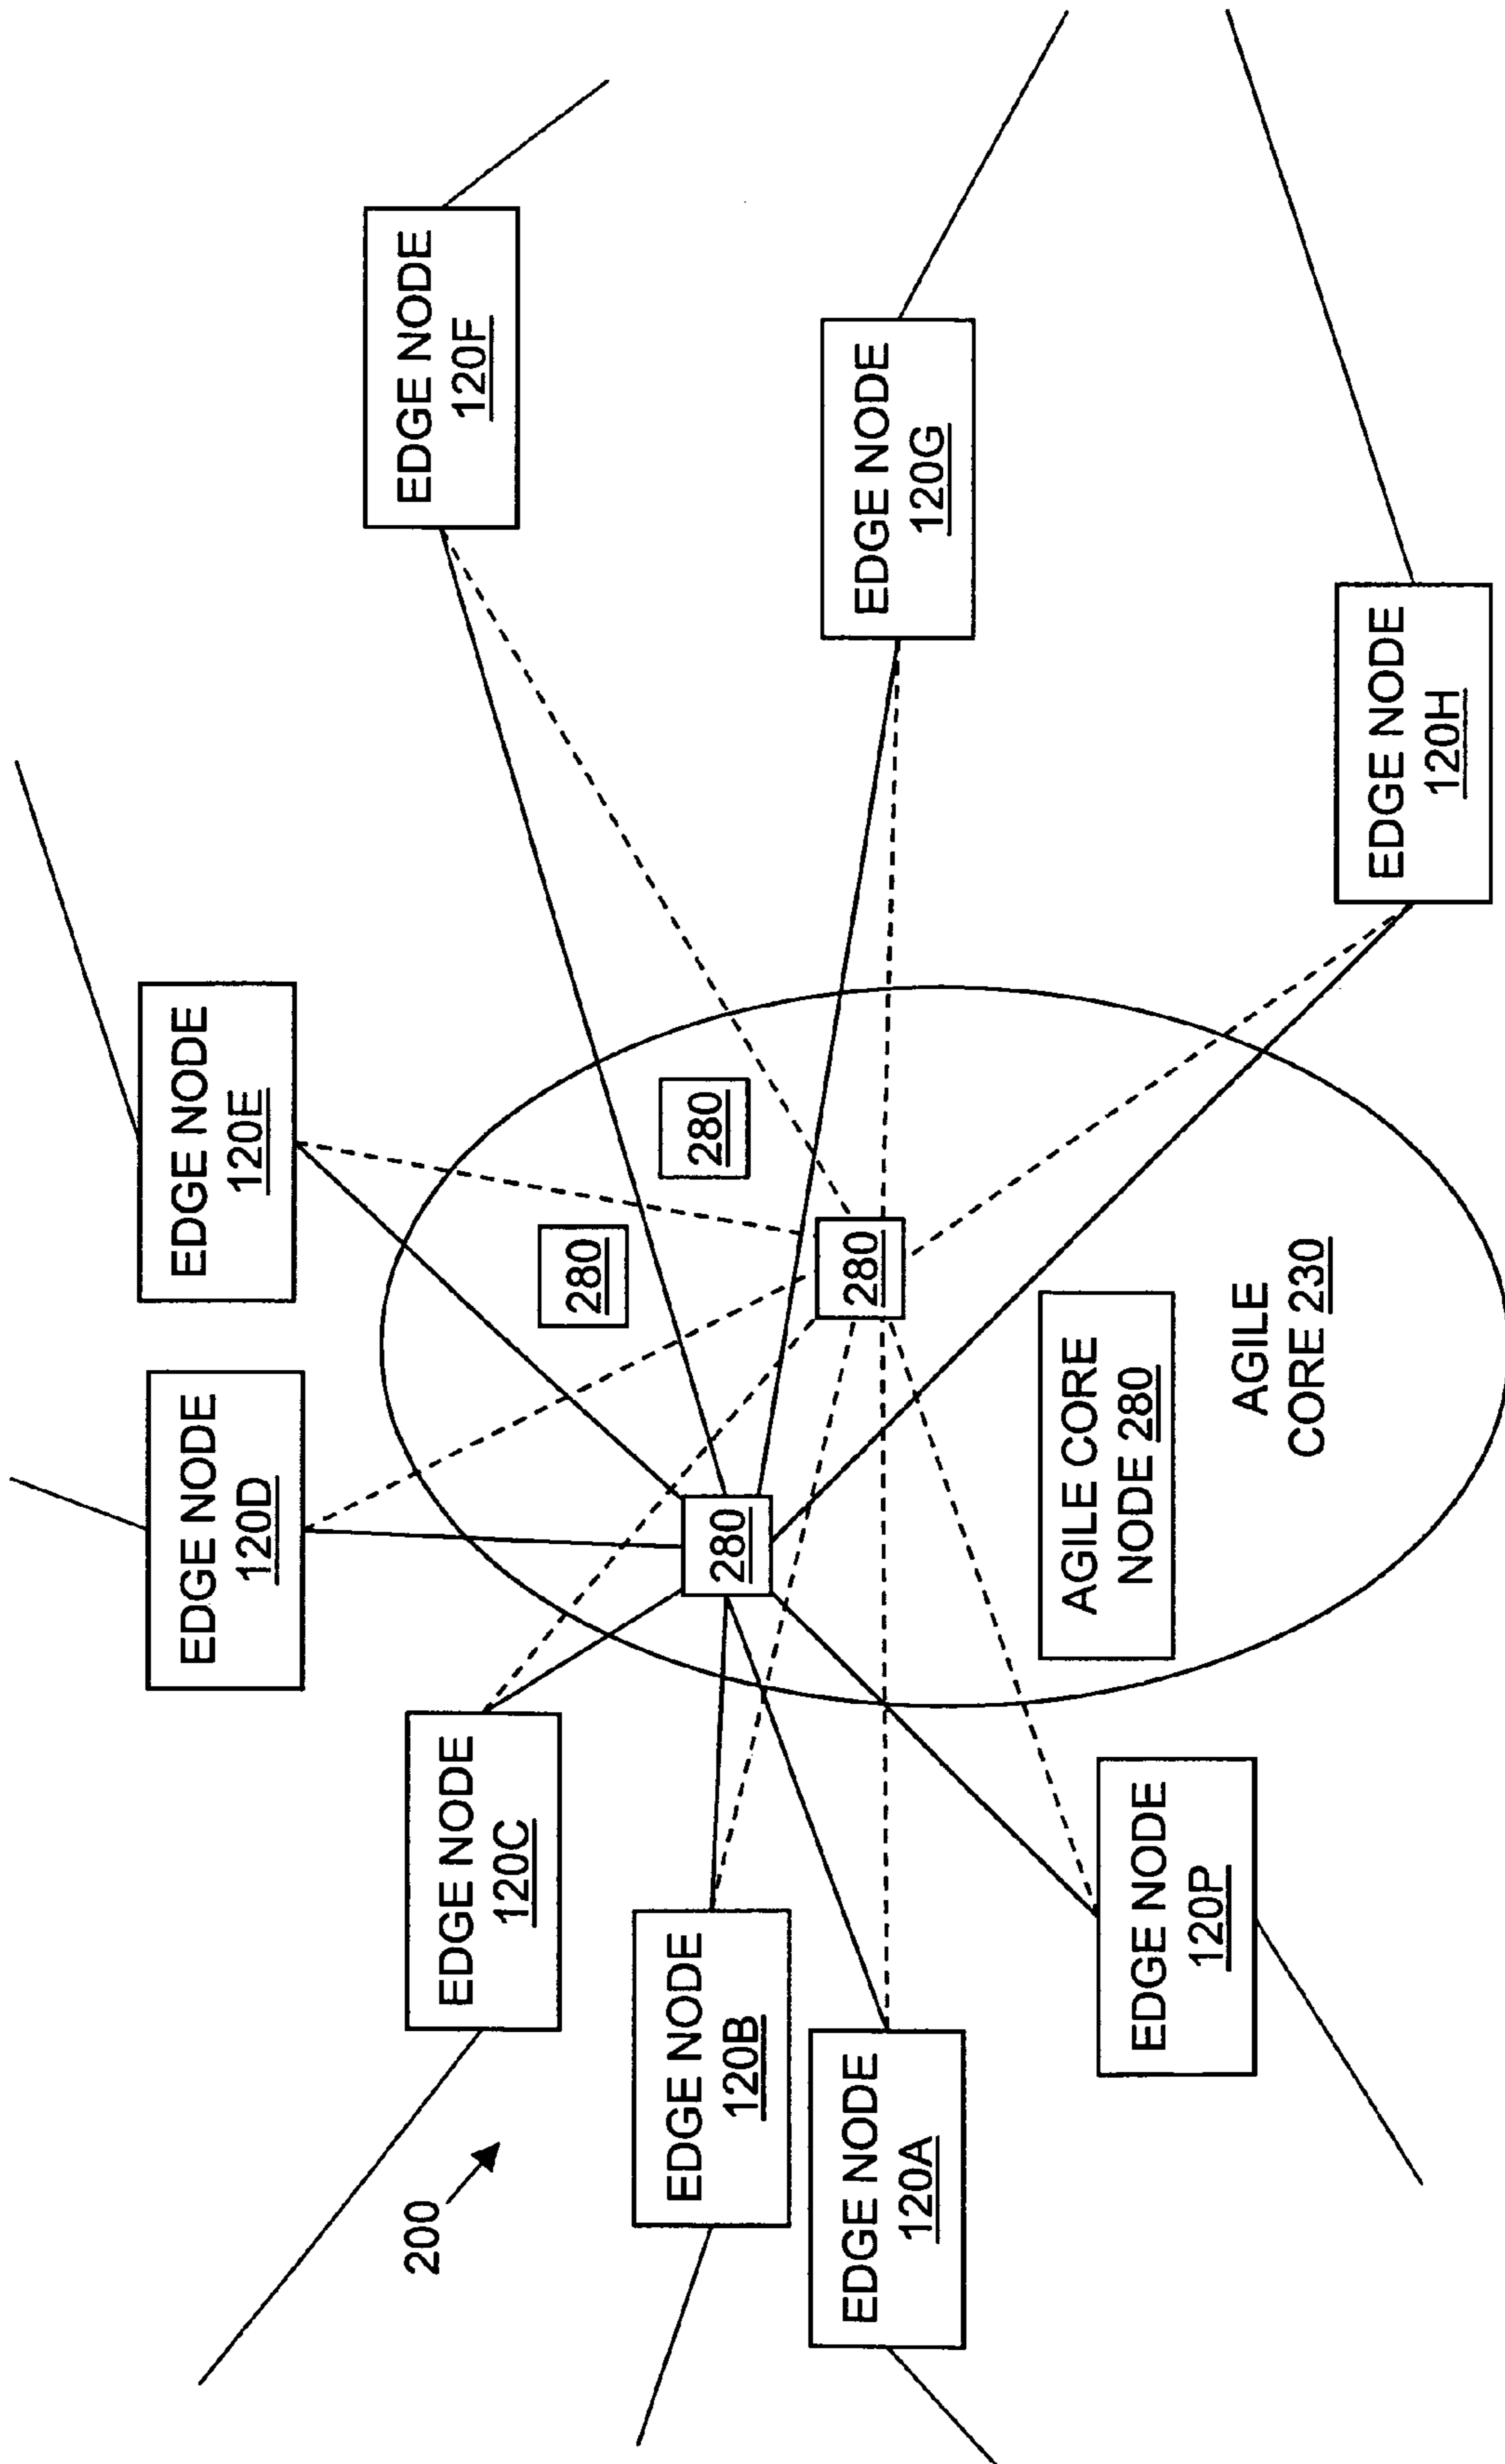 EDGE NODE
120E
EDGE NODE
120D
EDGE NODE
120F
EDGE NODE
120C
200
280
280
EDGE NODE
120B
280
280
EDGE NODE
120G
EDGE NODE
120A
AGILE CORE
NODE 280
EDGE NODE
120P
AGILE
CORE 230
EDGE NODE
120H